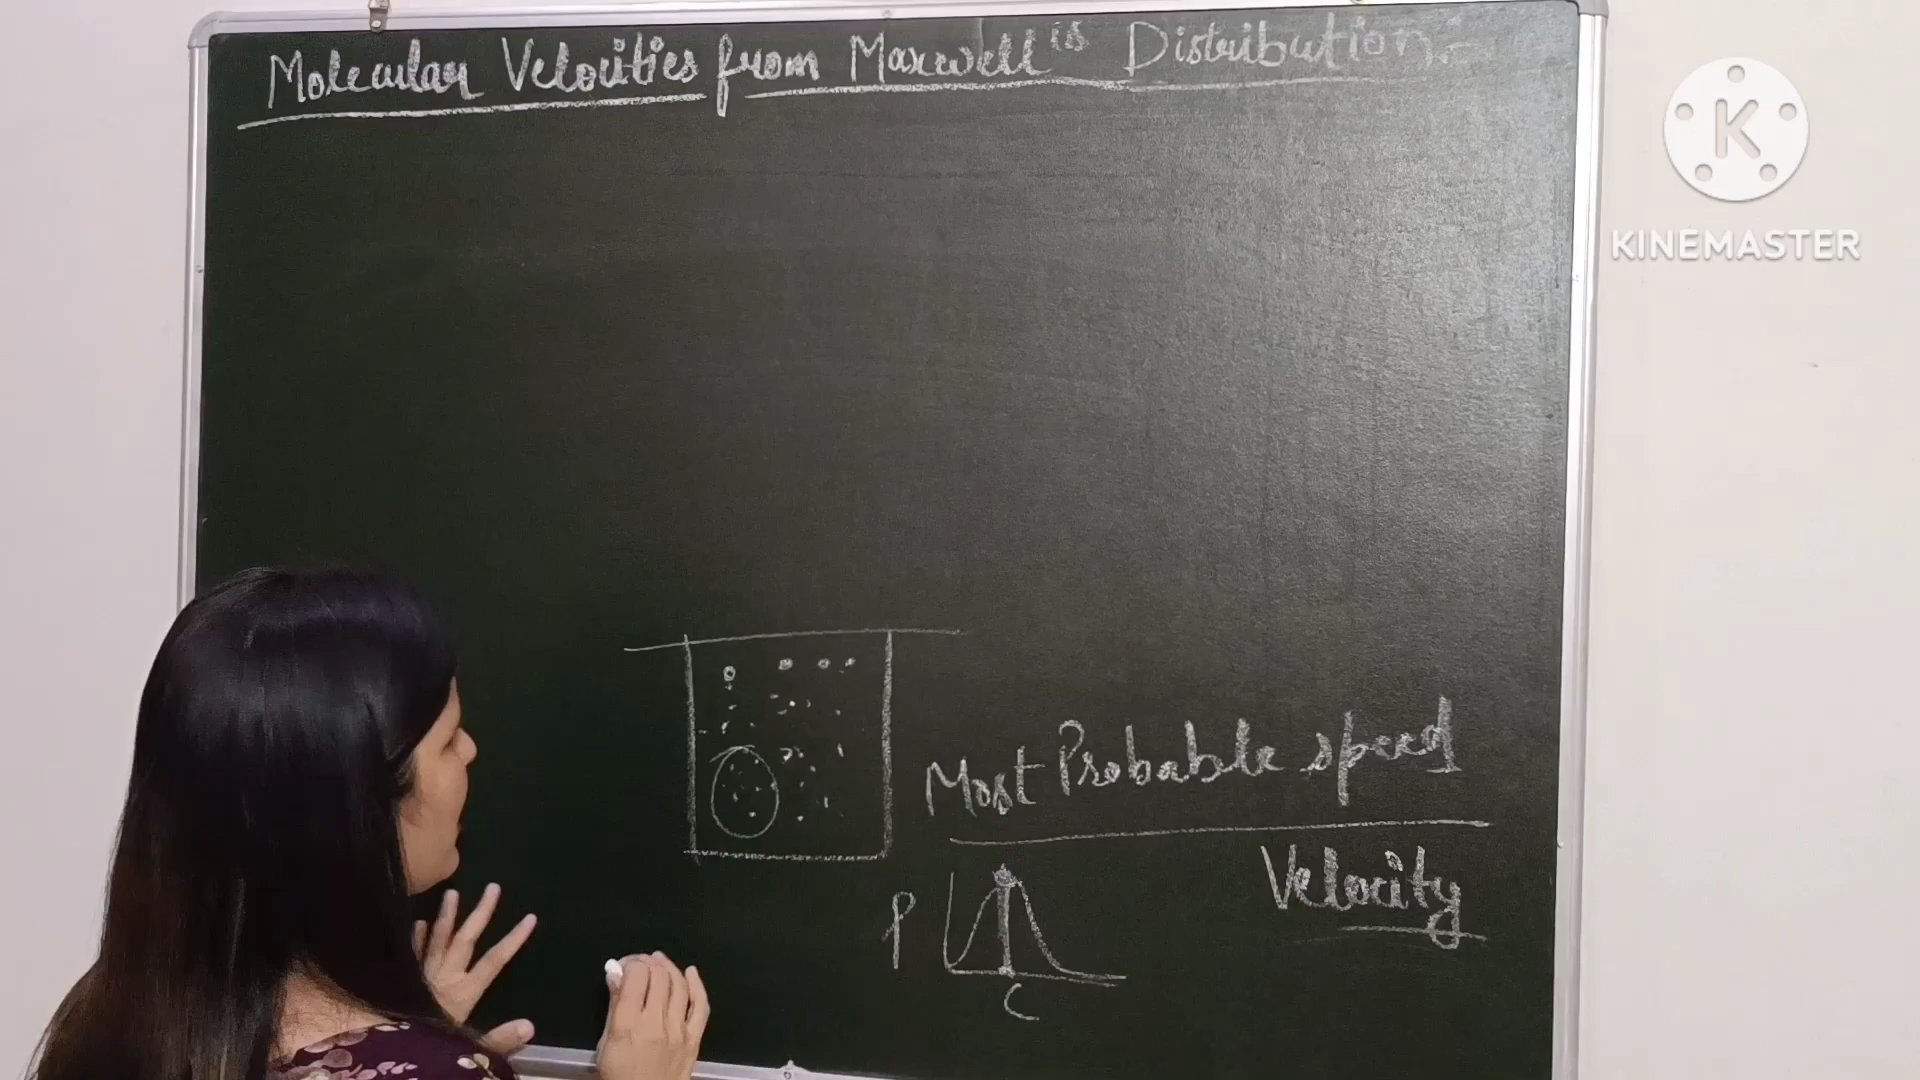 Molecular Velocities from Maxwell's Distribution:-
K
KINEMASTER
Most Probable speed
Velocity
P
C